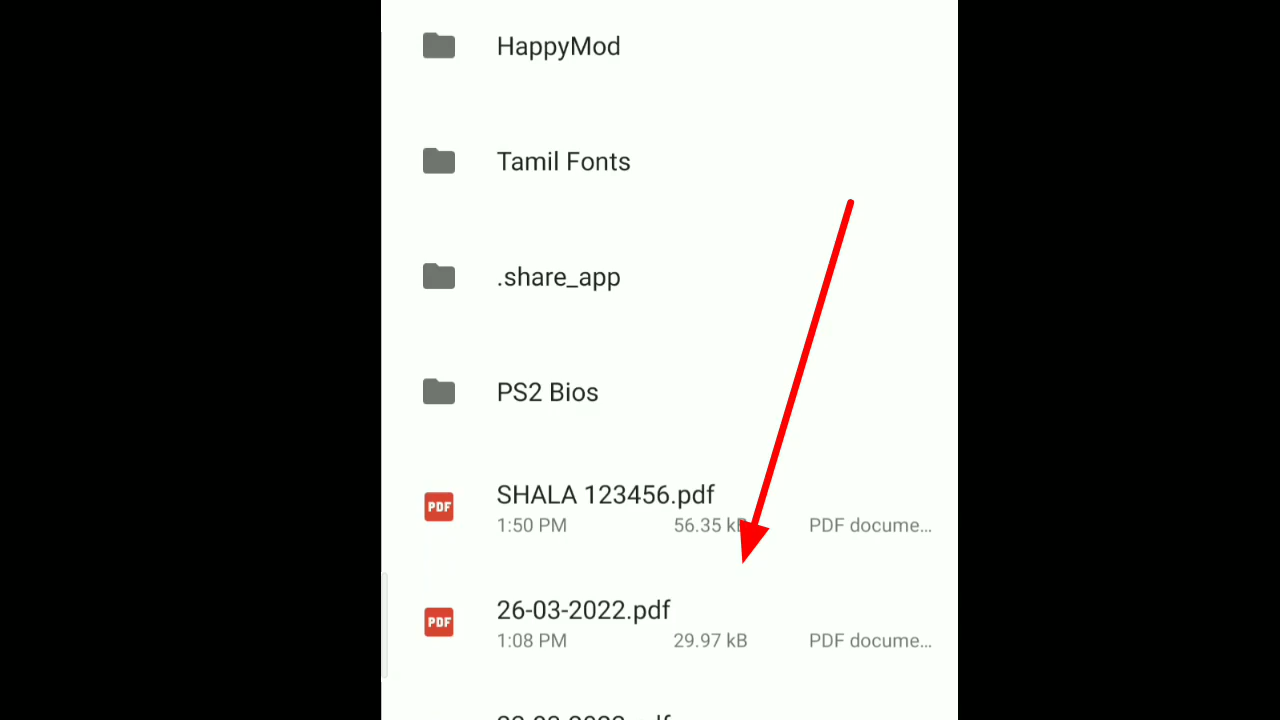 HappyMod
Tamil Fonts
.share_app
PS2 Bios
PDF
SHALA 123456.pdf
1:50 PM 56.35 kB PDF docume...
PDF
26-03-2022.pdf
1:08 PM 29.97 kB PDF docume...